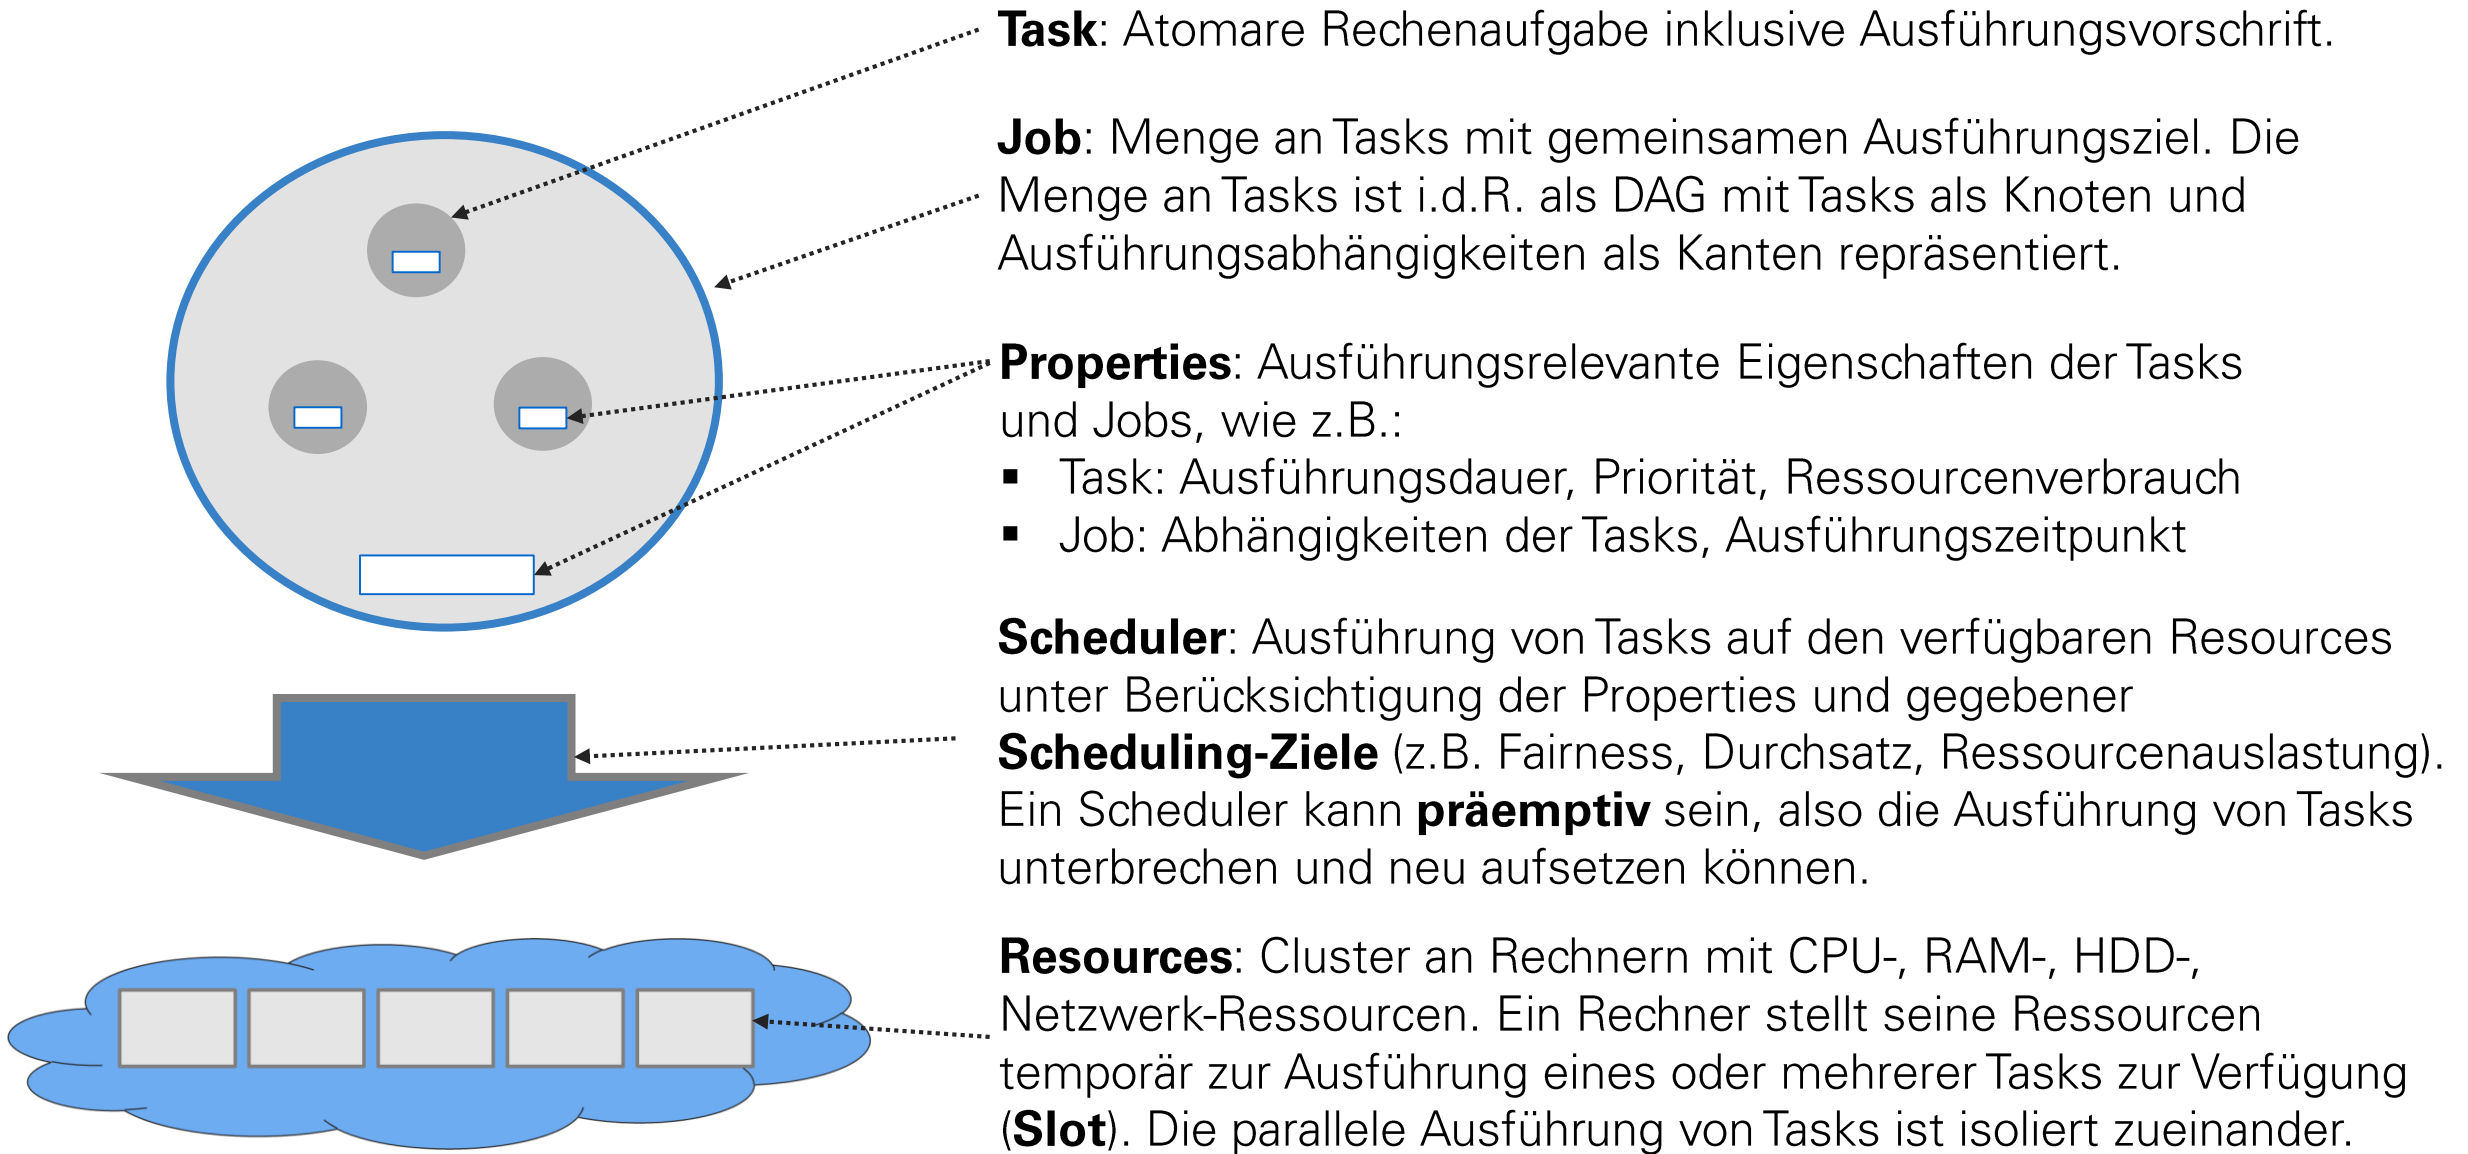 Task: Atomare Rechenaufgabe inklusive Ausführungsvorschrift.
Job: Menge an Tasks mit gemeinsamen Ausführungsziel. Die
Menge an Tasks ist i.d.R. als DAG mit Tasks als Knoten und
Ausführungsabhängigkeiten als Kanten repräsentiert.
Properties: Ausführungsrelevante Eigenschaften der Tasks
und Jobs, wie z.B.:
▪ Task: Ausführungsdauer, Priorität, Ressourcenverbrauch
▪ Job: Abhängigkeiten der Tasks, Ausführungszeitpunkt
Scheduler: Ausführung von Tasks auf den verfügbaren Resources
unter Berücksichtigung der Properties und gegebener
Scheduling-Ziele (z.B. Fairness, Durchsatz, Ressourcenauslastung).
Ein Scheduler kann präemptiv sein, also die Ausführung von Tasks
unterbrechen und neu aufsetzen können.
Resources: Cluster an Rechnern mit CPU-, RAM-, HDD-,
Netzwerk-Ressourcen. Ein Rechner stellt seine Ressourcen
temporär zur Ausführung eines oder mehrerer Tasks zur Verfügung
(Slot). Die parallele Ausführung von Tasks ist isoliert zueinander.